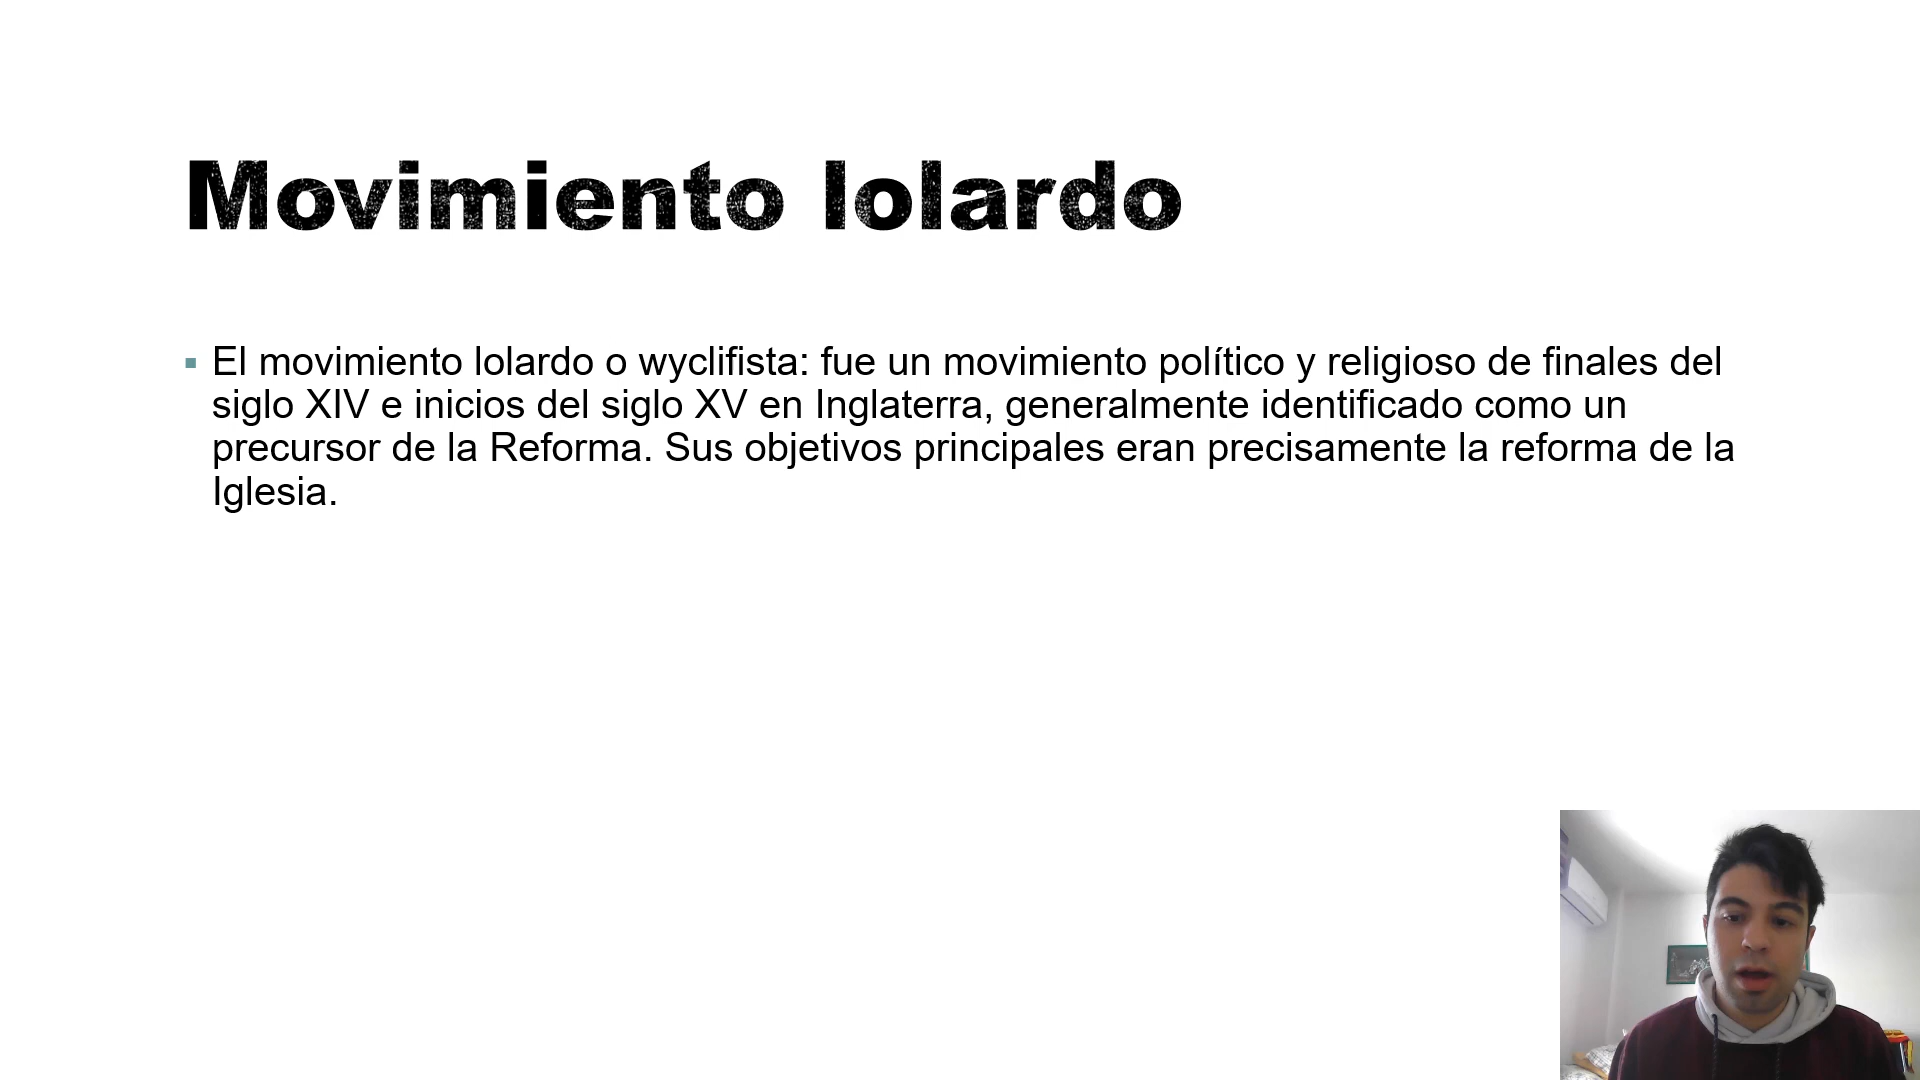 Movimiento lolardo
▪ El movimiento lolardo o wyclifista: fue un movimiento político y religioso de finales del
siglo XIV e inicios del siglo XV en Inglaterra, generalmente identificado como un
precursor de la Reforma. Sus objetivos principales eran precisamente la reforma de la
Iglesia.